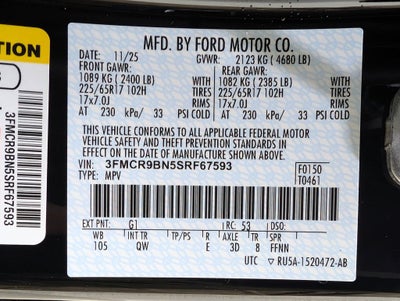 MFD. BY FORD MOTOR CO.
DATE: 11/25 GVWR: 2123 KG ( 4680 LB)
FRONT GAWR: REAR GAWR:
1089 KG ( 2400 LB) 1082 KG ( 2385 LB)
225/65R17 102H TIRES 225/65R17 102H TIRES
17x7.0J RIMS 17x7.0J RIMS
AT 230 kPa/ 33 PSI COLD AT 230 kPa/ 33 PSI COLD
THIS VEHICLE CONFORMS TO ALL APPLICABLE FEDERAL MOTOR
VEHICLE SAFETY AND THEFT PREVENTION STANDARDS IN EFFECT
ON THE DATE OF MANUFACTURE SHOWN ABOVE.
VIN: 3FMCR9BN5SRF67593 F0150
TYPE: MPV T0461
EXT PNT: G1 RC: 53 DSO:
WB INT TR TP/PS R AXLE TR SPR
105 QW E 3D 8 FFNN
UTC ▽ RU5A-1520472-AB
3FMCR9BN5SRF67593